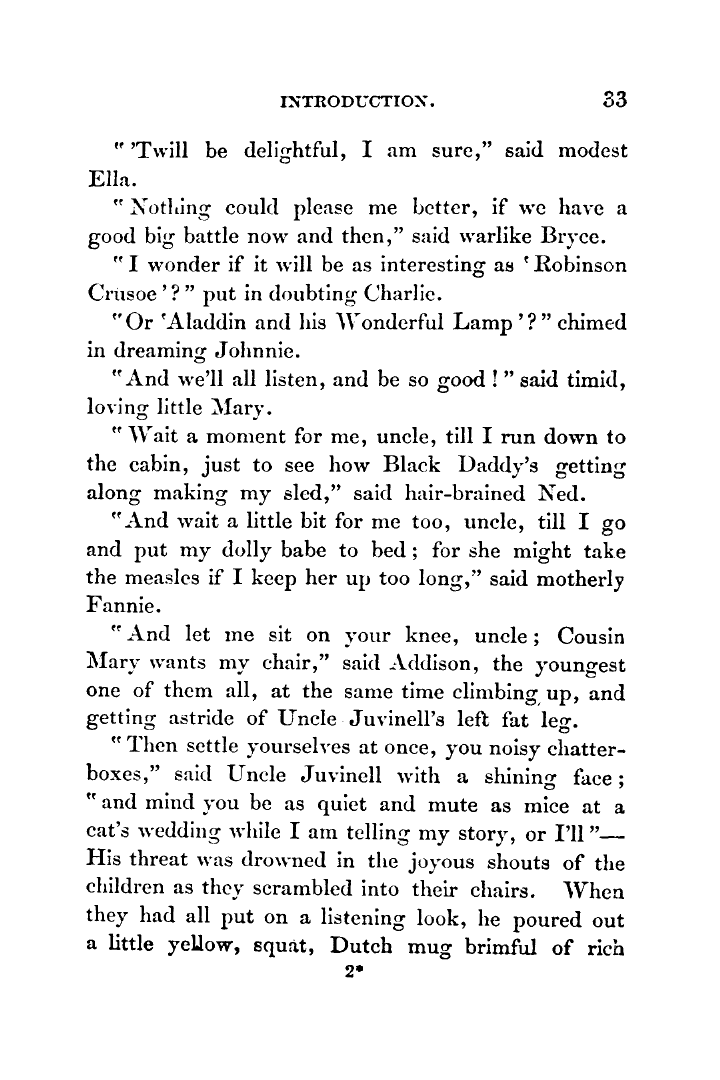 INTRODUCTION. 33
" 'Twill be delightful, I am sure," said modest
Ella.
"Nothing could please me better, if we have a
good big battle now and then," said warlike Bryce.
"I wonder if it will be as interesting as 'Robinson
Crusoe'?" put in doubting Charlie.
"Or 'Aladdin and his Wonderful Lamp'?" chimed
in dreaming Johnnie.
"And we'll all listen, and be so good!" said timid,
loving little Mary.
"Wait a moment for me, uncle, till I run down to
the cabin, just to see how Black Daddy's getting
along making my sled," said hair-brained Ned.
"And wait a little bit for me too, uncle, till I go
and put my dolly babe to bed; for she might take
the measles if I keep her up too long," said motherly
Fannie.
"And let me sit on your knee, uncle; Cousin
Mary wants my chair," said Addison, the youngest
one of them all, at the same time climbing up, and
getting astride of Uncle Juvinell's left fat leg.
"Then settle yourselves at once, you noisy chatter-
boxes," said Uncle Juvinell with a shining face;
"and mind you be as quiet and mute as mice at a
cat's wedding while I am telling my story, or I'll"—
His threat was drowned in the joyous shouts of the
children as they scrambled into their chairs. When
they had all put on a listening look, he poured out
a little yellow, squat, Dutch mug brimful of rich
2*